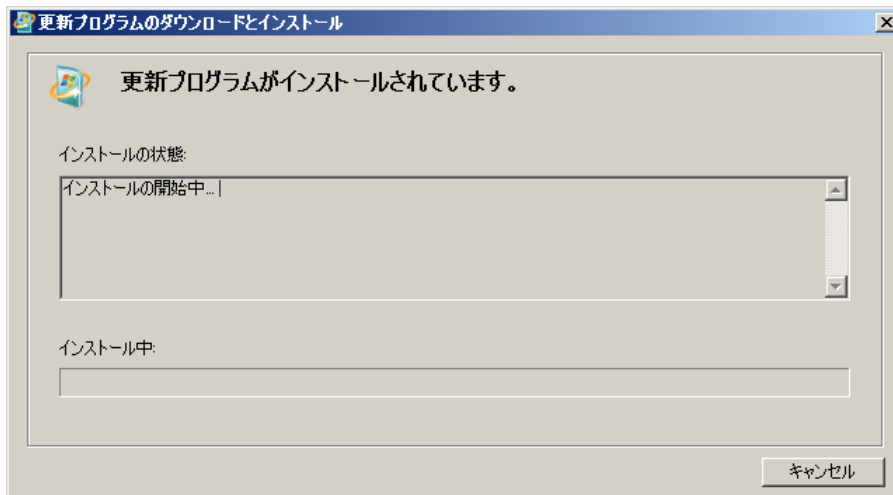 更新プログラムのダウンロードとインストール
更新プログラムがインストールされています。
インストールの状態:
インストールの開始中...
インストール中:
キャンセル